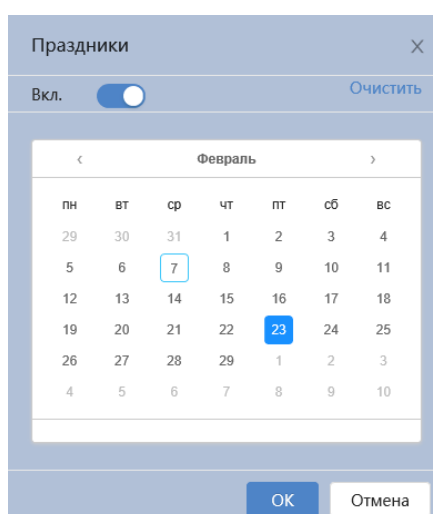 Праздники
Вкл.
Очистить
Февраль
пн вт ср чт пт сб вс
29 30 31 1 2 3 4
5 6 7 8 9 10 11
12 13 14 15 16 17 18
19 20 21 22 23 24 25
26 27 28 29 1 2 3
4 5 6 7 8 9 10
OK
Отмена